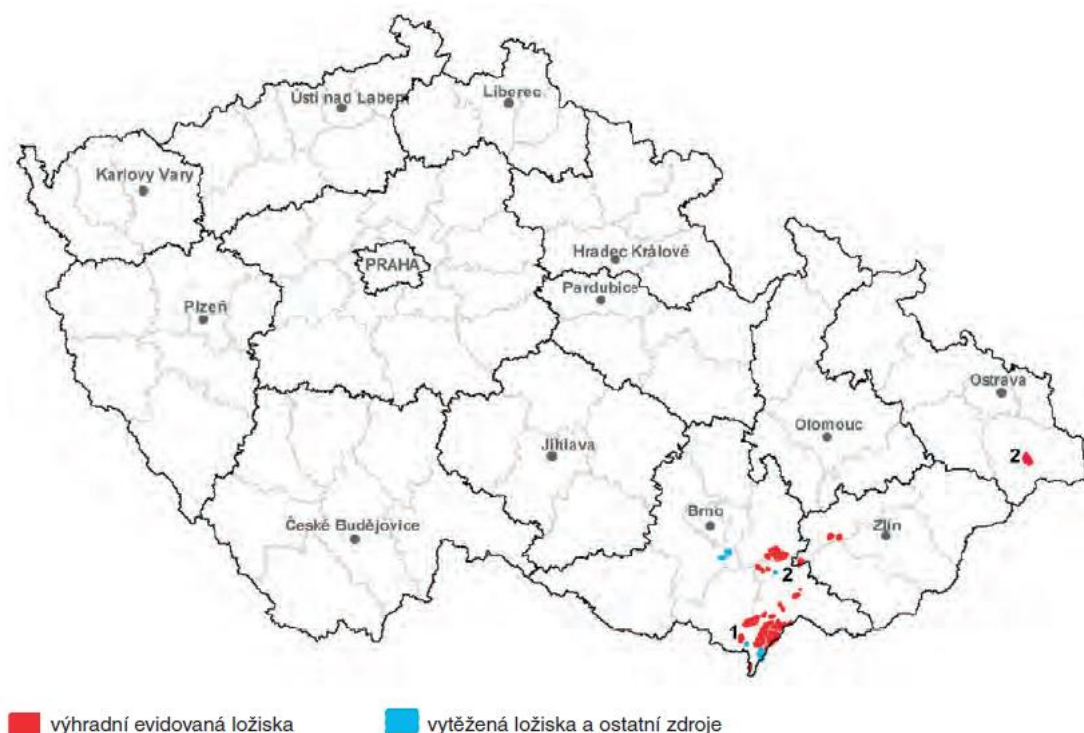 Ústí nad Labem
Liberec
Karlovy Vary
Hradec Králové
PRAHA
Pardubice
Plzeň
Ostrava
Olomouc
Jihlava
2
Brno
Zlín
České Budějovice
2
1
výhradní evidovaná ložiska
vytěžená ložiska a ostatní zdroje